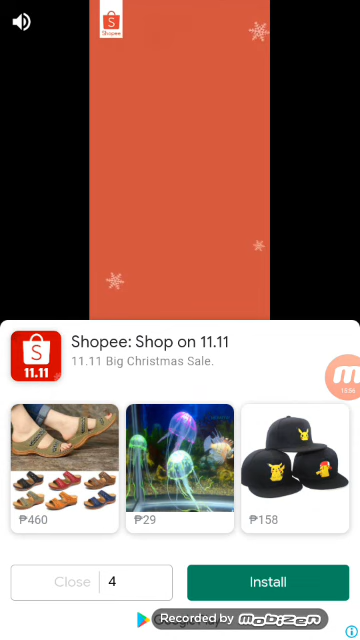 Shopee
Shopee: Shop on 11.11
11.11 Big Christmas Sale.
11.11
₱460
₱29
₱158
Close
4
Install
Recorded by mobizen